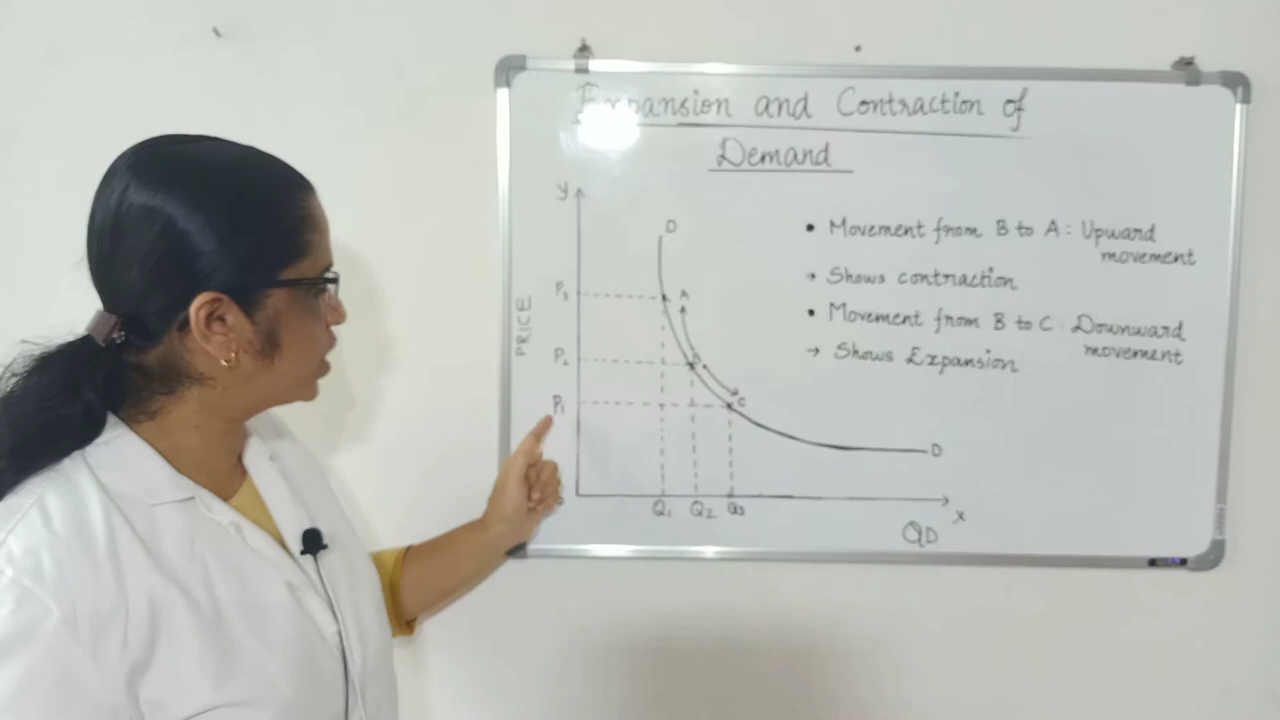 Expansion and Contraction of
Demand
Y
D
• Movement from B to A : Upward
movement
→ Shows contraction
• Movement from B to C : Downward
movement
→ Shows Expansion
PRICE
P3
A
P2
B
P1
C
D
Q1 Q2 Q3
X
QD